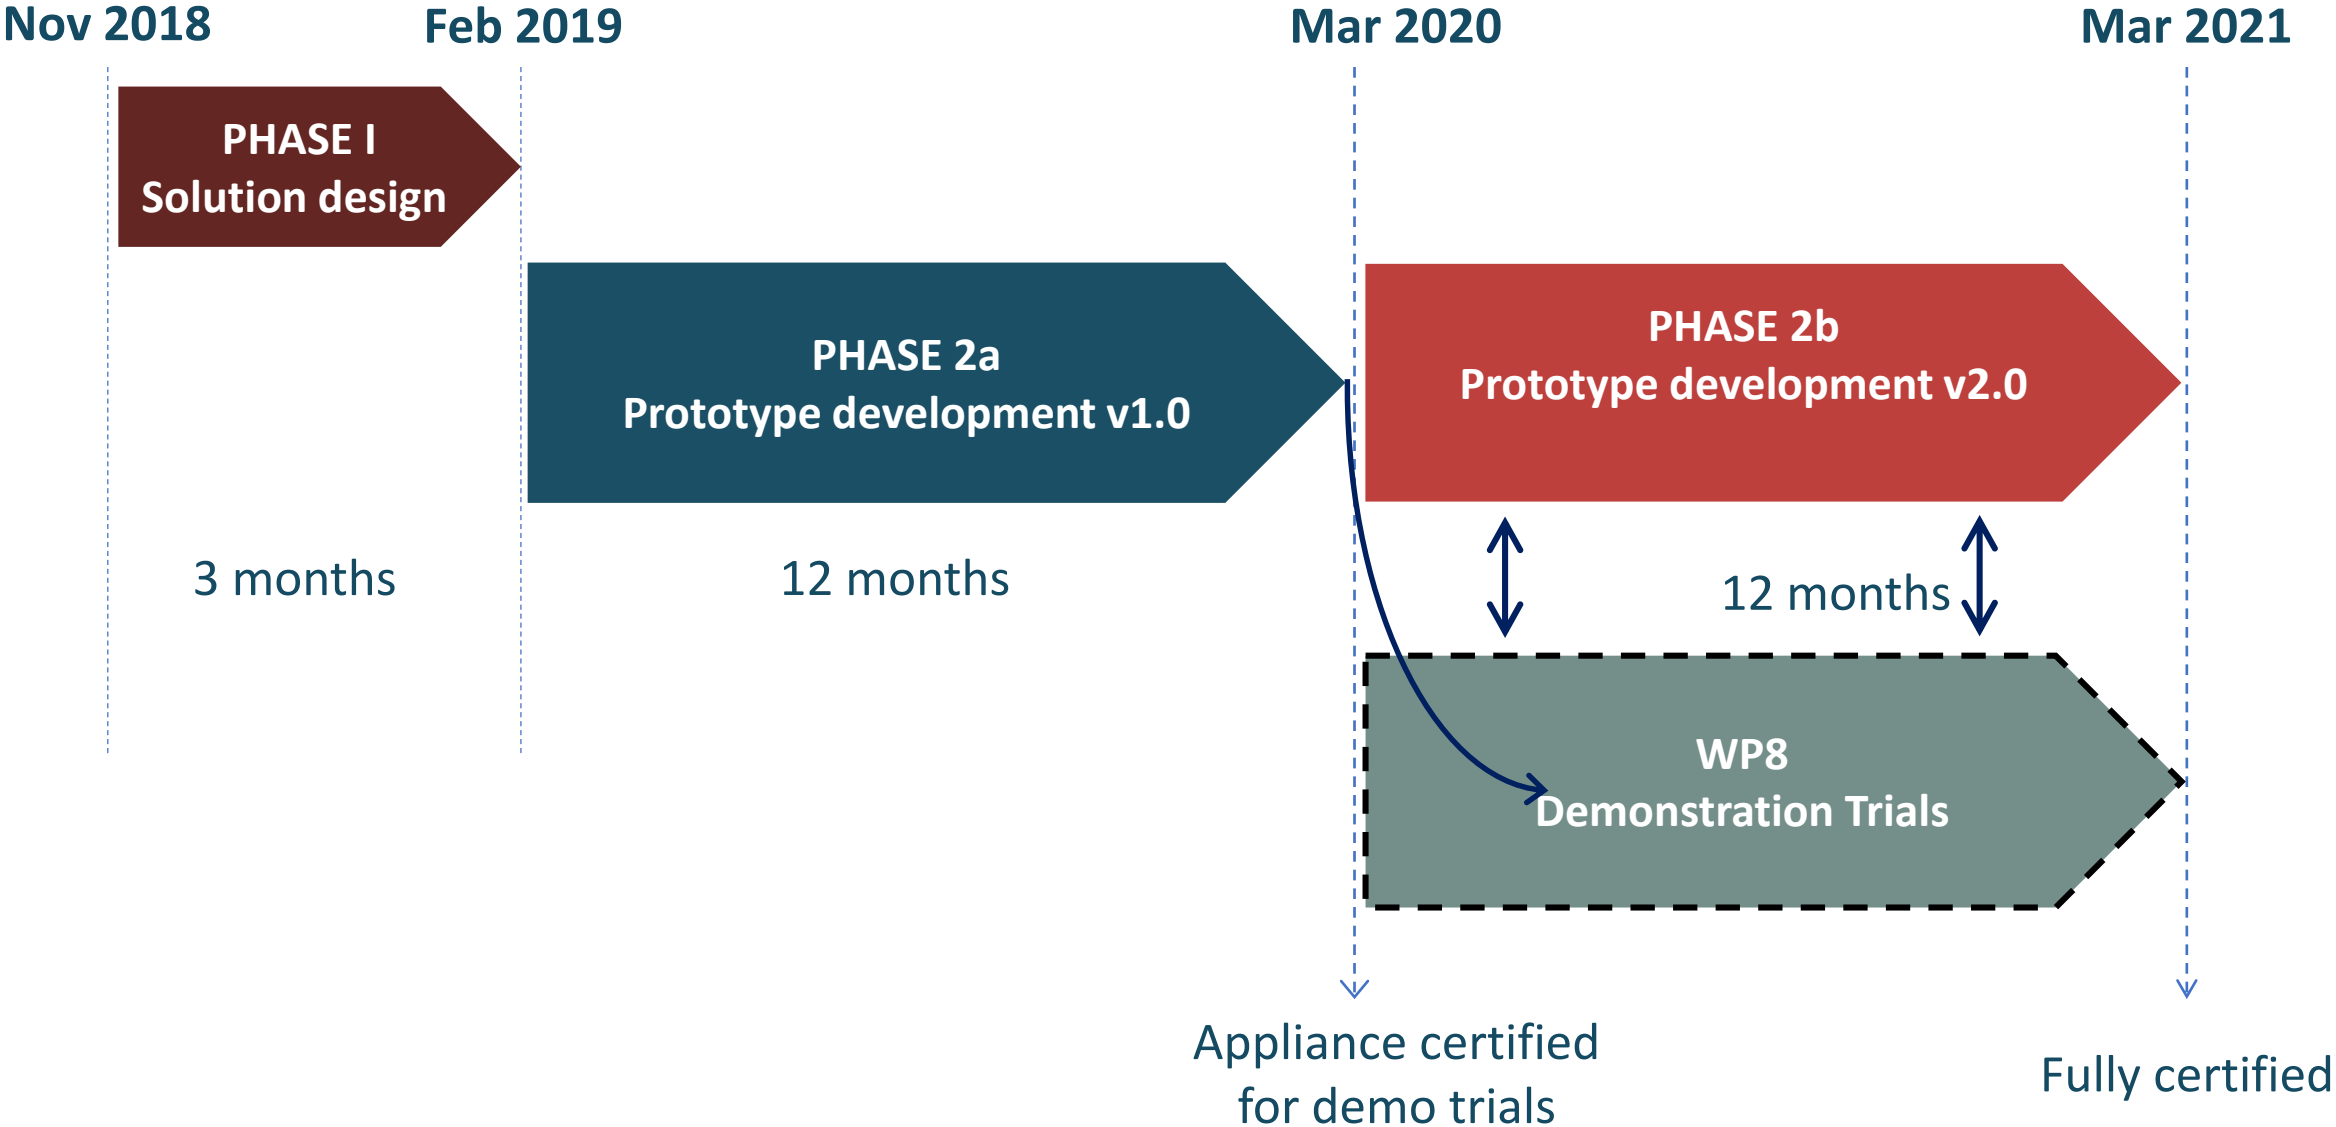 Nov 2018
Feb 2019
Mar 2020
Mar 2021
PHASE I
Solution design
PHASE 2a
Prototype development v1.0
PHASE 2b
Prototype development v2.0
3 months
12 months
12 months
WP8
Demonstration Trials
Appliance certified
for demo trials
Fully certified